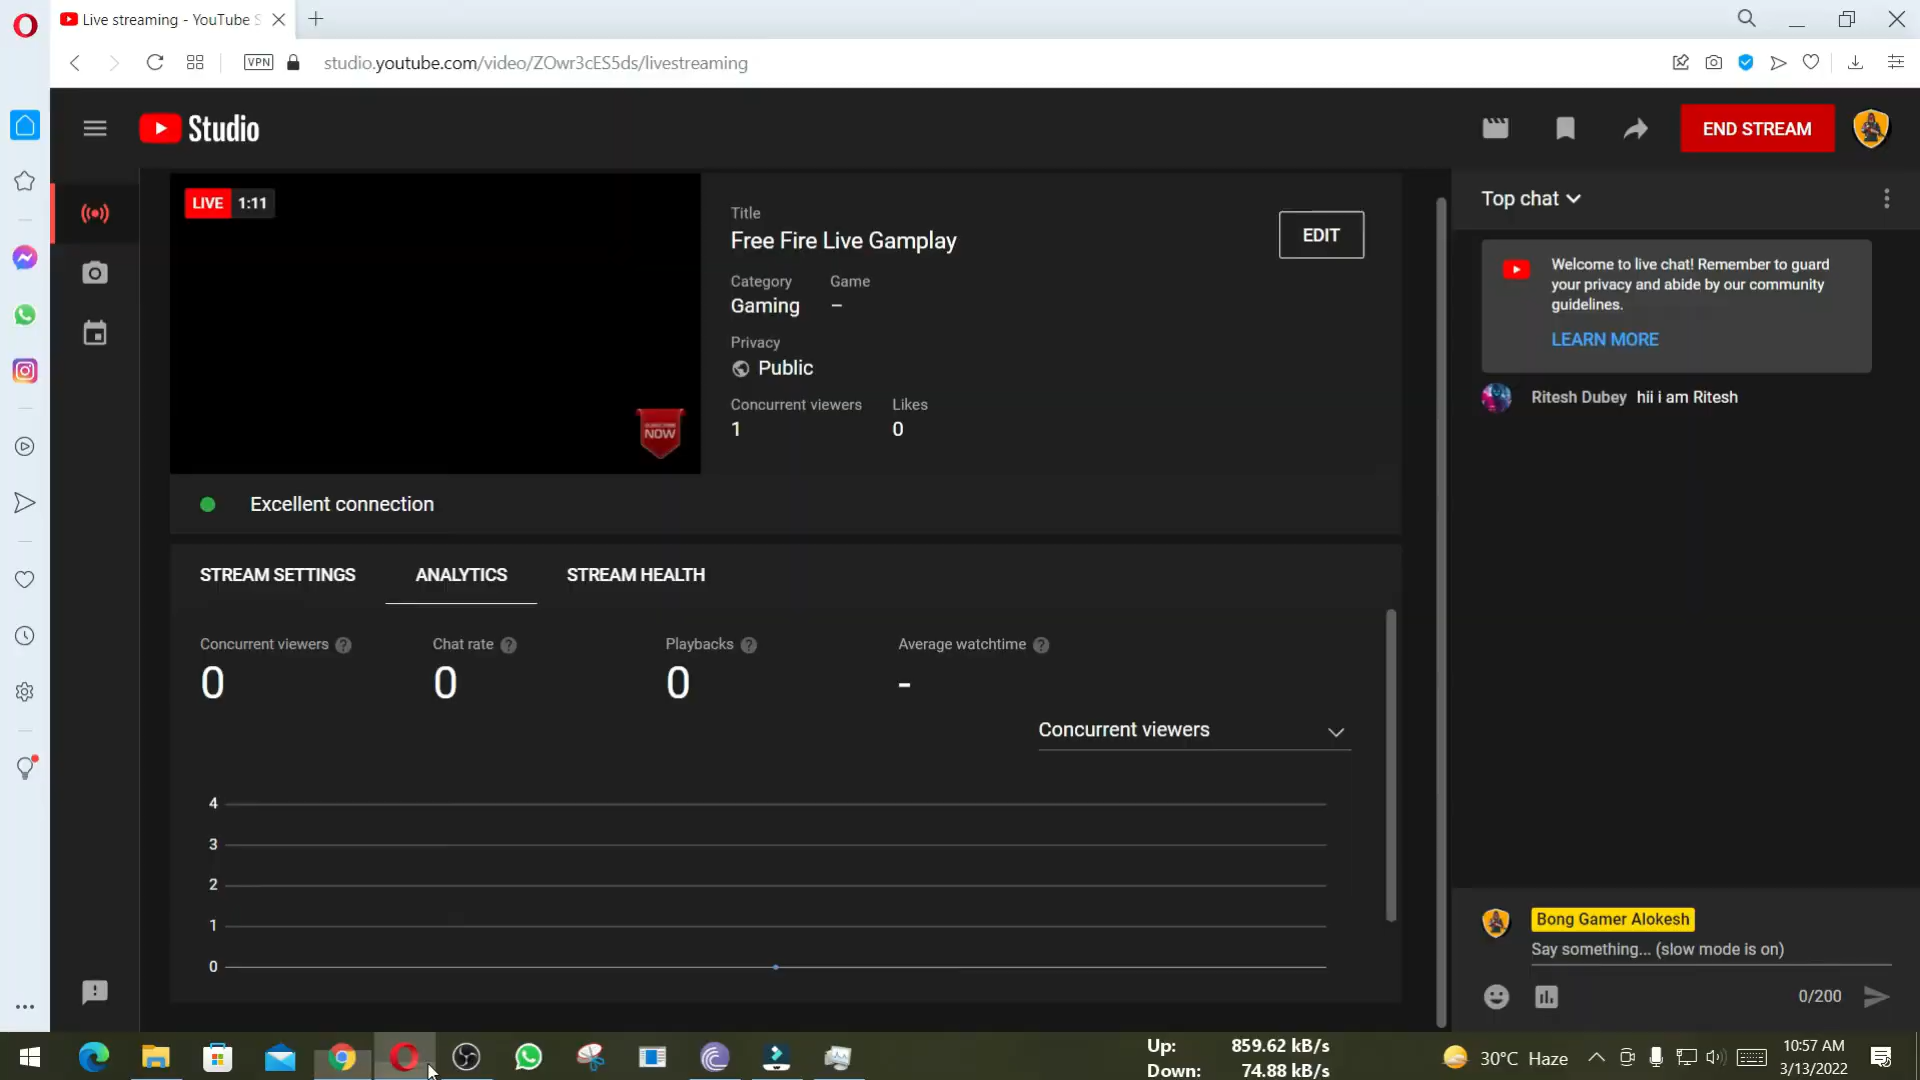 Live streaming - YouTube S
VPN
studio.youtube.com/video/ZOwr3cES5ds/livestreaming
Studio
END STREAM
LIVE 1:11
SUBSCRIBE
NOW
Title
Free Fire Live Gamplay
EDIT
Category Game
Gaming –
Privacy
Public
Concurrent viewers Likes
1 0
Excellent connection
STREAM SETTINGS ANALYTICS STREAM HEALTH
Concurrent viewers ? Chat rate ? Playbacks ? Average watchtime ?
0 0 0 -
Concurrent viewers
4
3
2
1
0
Top chat
Welcome to live chat! Remember to guard
your privacy and abide by our community
guidelines.
LEARN MORE
Ritesh Dubey hii i am Ritesh
Bong Gamer Alokesh
Say something... (slow mode is on)
0/200
Up: 859.62 kB/s
Down: 74.88 kB/s
30°C Haze
10:57 AM
3/13/2022